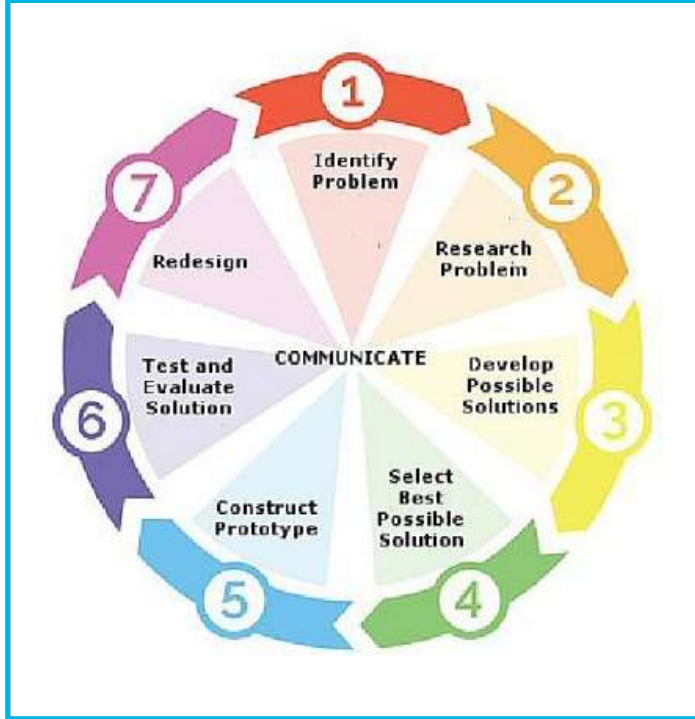 1
Identify
Problem
2
Research
Problem
3
Develop
Possible
Solutions
4
Select
Best
Possible
Solution
5
Construct
Prototype
6
Test and
Evaluate
Solution
7
Redesign
COMMUNICATE